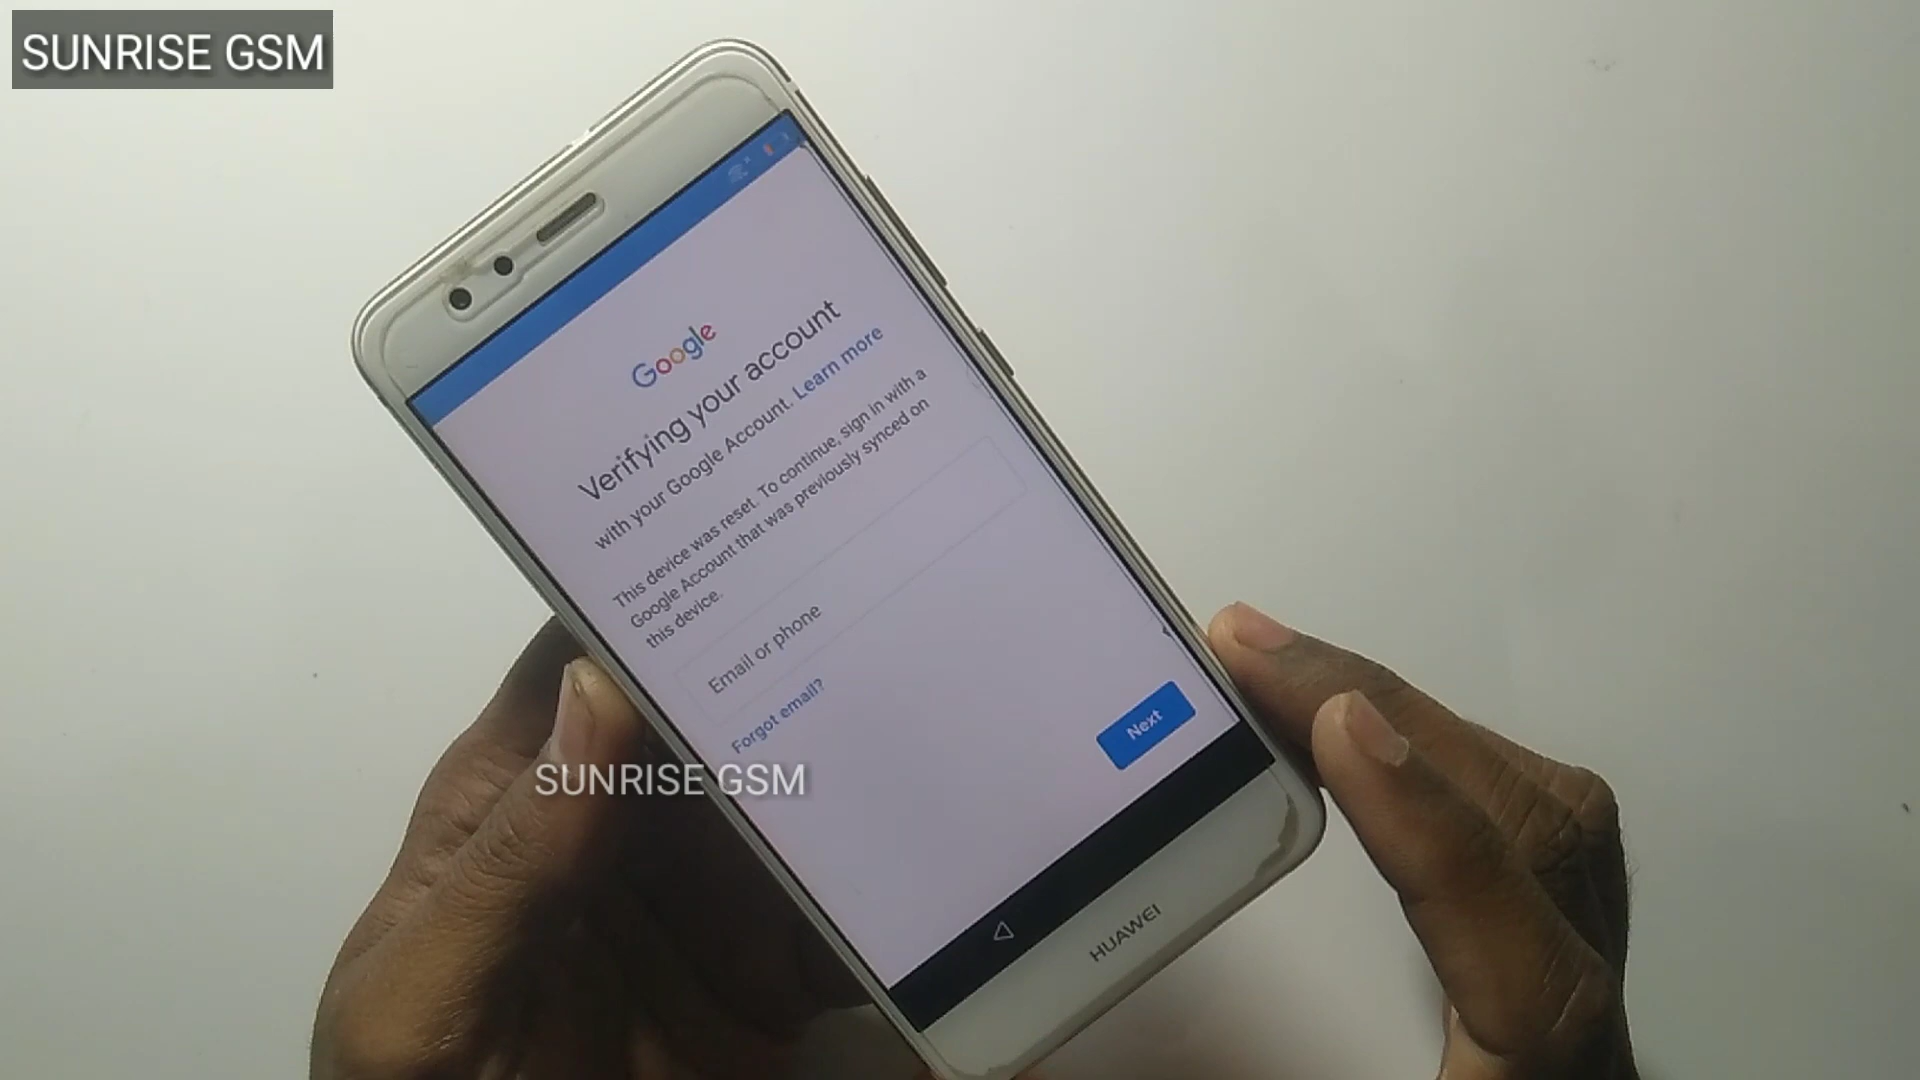 SUNRISE GSM
Google
Verifying your account
with your Google Account. Learn more
This device was reset. To continue, sign in with a
Google Account that was previously synced on
this device.
Email or phone
Forgot email?
SUNRISE GSM
Next
HUAWEI